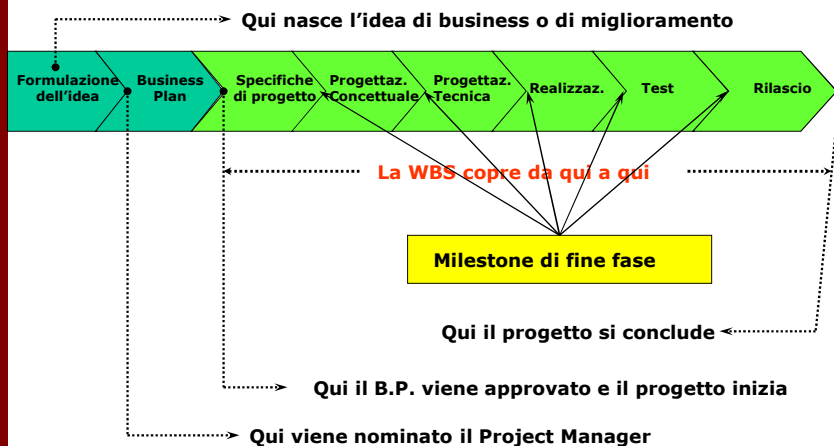 Qui nasce l'idea di business o di miglioramento
Formulazione
dell'idea
Business
Plan
Specifiche
di progetto
Progettaz.
Concettuale
Progettaz.
Tecnica
Realizzaz.
Test
Rilascio
La WBS copre da qui a qui
Milestone di fine fase
Qui il progetto si conclude
Qui il B.P. viene approvato e il progetto inizia
Qui viene nominato il Project Manager